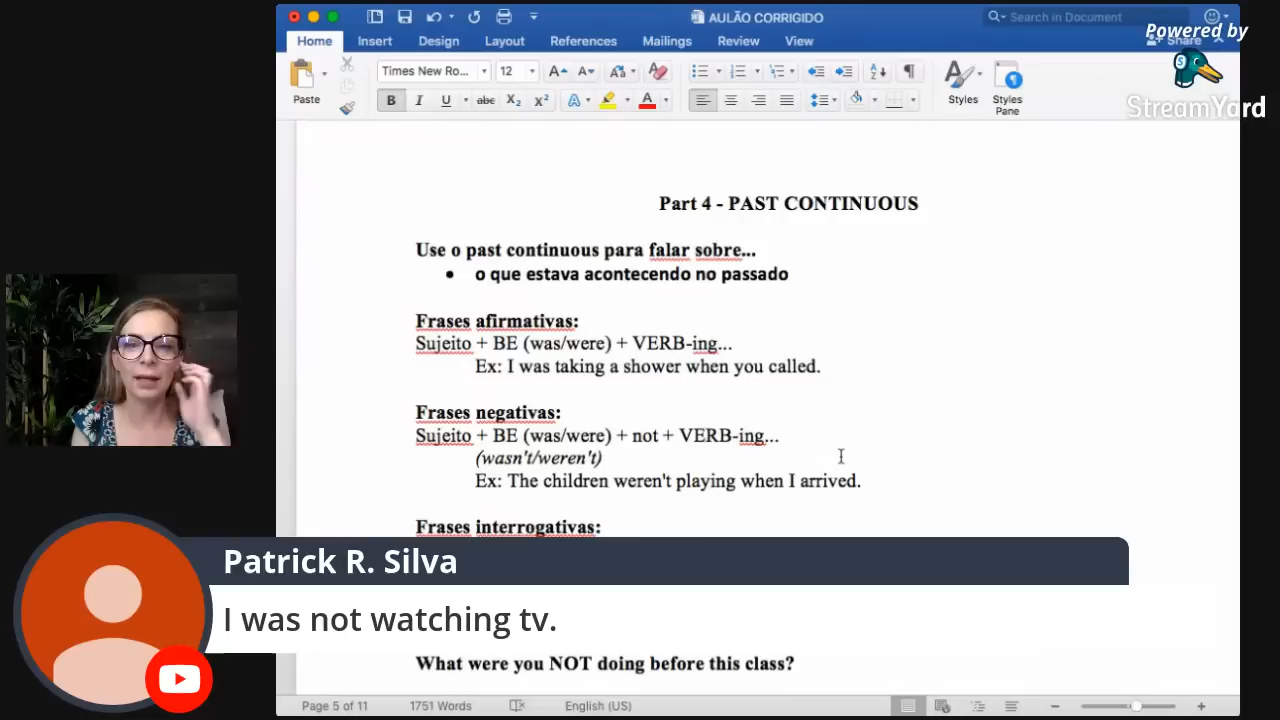 AULÃO CORRIGIDO
Search in Document
Powered by
Home Insert Design Layout References Mailings Review View Share
StreamYard
Times New Ro... 12
Paste
Styles
Styles Pane
Part 4 - PAST CONTINUOUS
Use o past continuous para falar sobre...
• o que estava acontecendo no passado
Frases afirmativas:
Sujeito + BE (was/were) + VERB-ing...
Ex: I was taking a shower when you called.
Frases negativas:
Sujeito + BE (was/were) + not + VERB-ing...
(wasn't/weren't)
Ex: The children weren't playing when I arrived.
Frases interrogativas:
Patrick R. Silva
I was not watching tv.
What were you NOT doing before this class?
Page 5 of 11 1751 Words English (US)